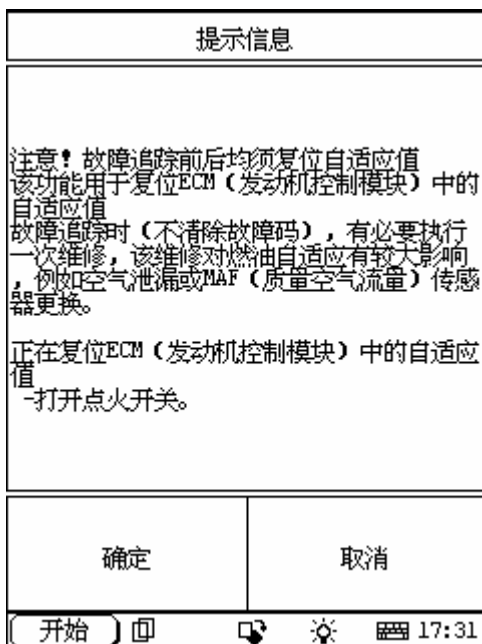 提示信息
注意！故障追踪前后均须复位自适应值
该功能用于复位ECM（发动机控制模块）中的
自适应值
故障追踪时（不清除故障码），有必要执行
一次维修，该维修对燃油自适应有较大影响
，例如空气泄漏或MAF（质量空气流量）传感
器更换。
正在复位ECM（发动机控制模块）中的自适应
值
-打开点火开关。
确定
取消
开始
17:31